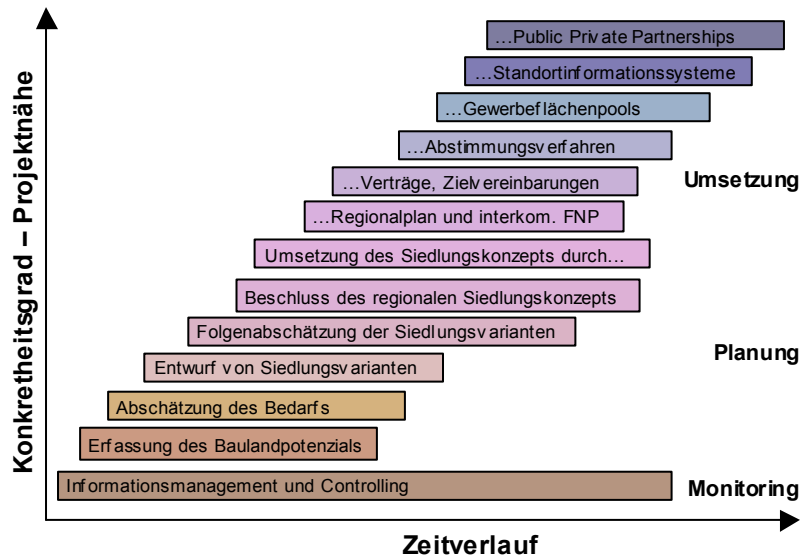 …Public Private Partnerships
…Standortinformationssysteme
…Gewerbeflächenpools
…Abstimmungsverfahren
…Verträge, Zielvereinbarungen
Umsetzung
…Regionalplan und interkom. FNP
Umsetzung des Siedlungskonzepts durch…
Beschluss des regionalen Siedlungskonzepts
Folgenabschätzung der Siedlungsvarianten
Planung
Entwurf von Siedlungsvarianten
Abschätzung des Bedarfs
Erfassung des Baulandpotenzials
Informationsmanagement und Controlling
Monitoring
Konkretheitsgrad – Projektnähe
Zeitverlauf